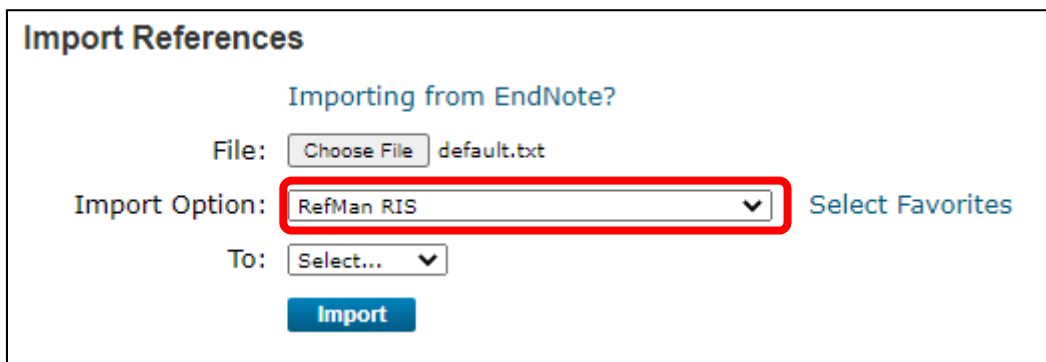 Import References
Importing from EndNote?
File: Choose File default.txt
Import Option: RefMan RIS Select Favorites
To: Select...
Import